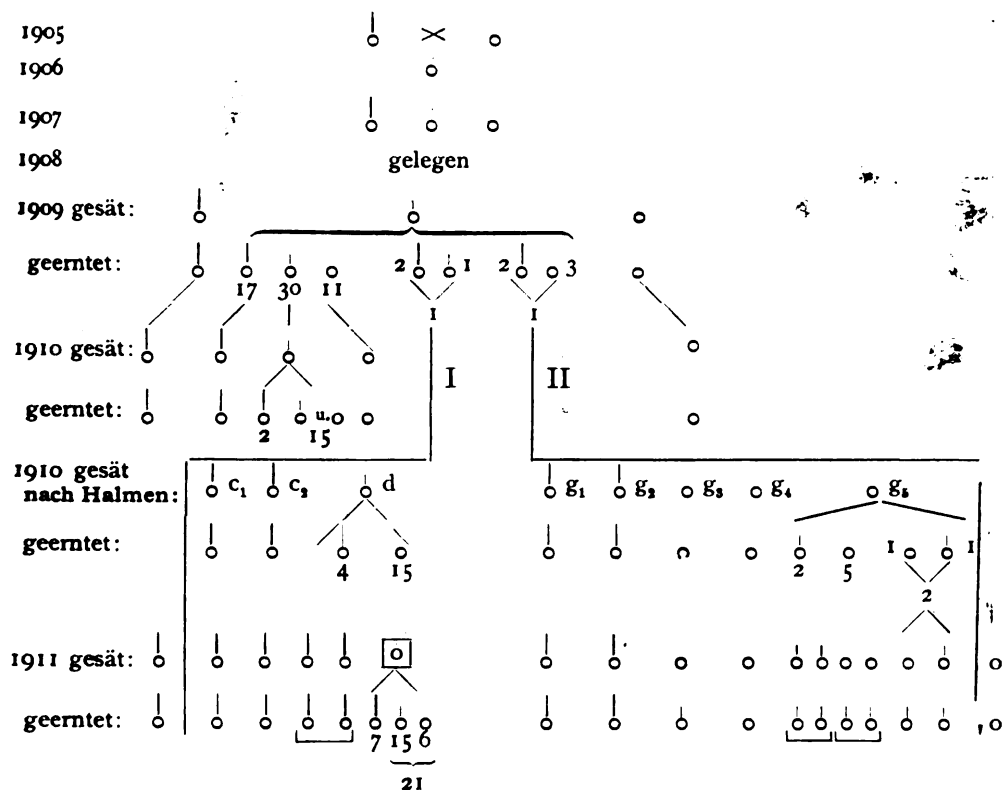 1905
1906
1907
1908 gelegen
1909 gesät:
geerntet: 2 1 2 3
17 30 11
1 1
1910 gesät:
I II
geerntet:
2 u. 15
1910 gesät
nach Halmen: c₁ c₂ d g₁ g₂ g₃ g₄ g₅
geerntet: 1 1
4 15 2 5
2
1911 gesät:
geerntet:
7 15 6
21